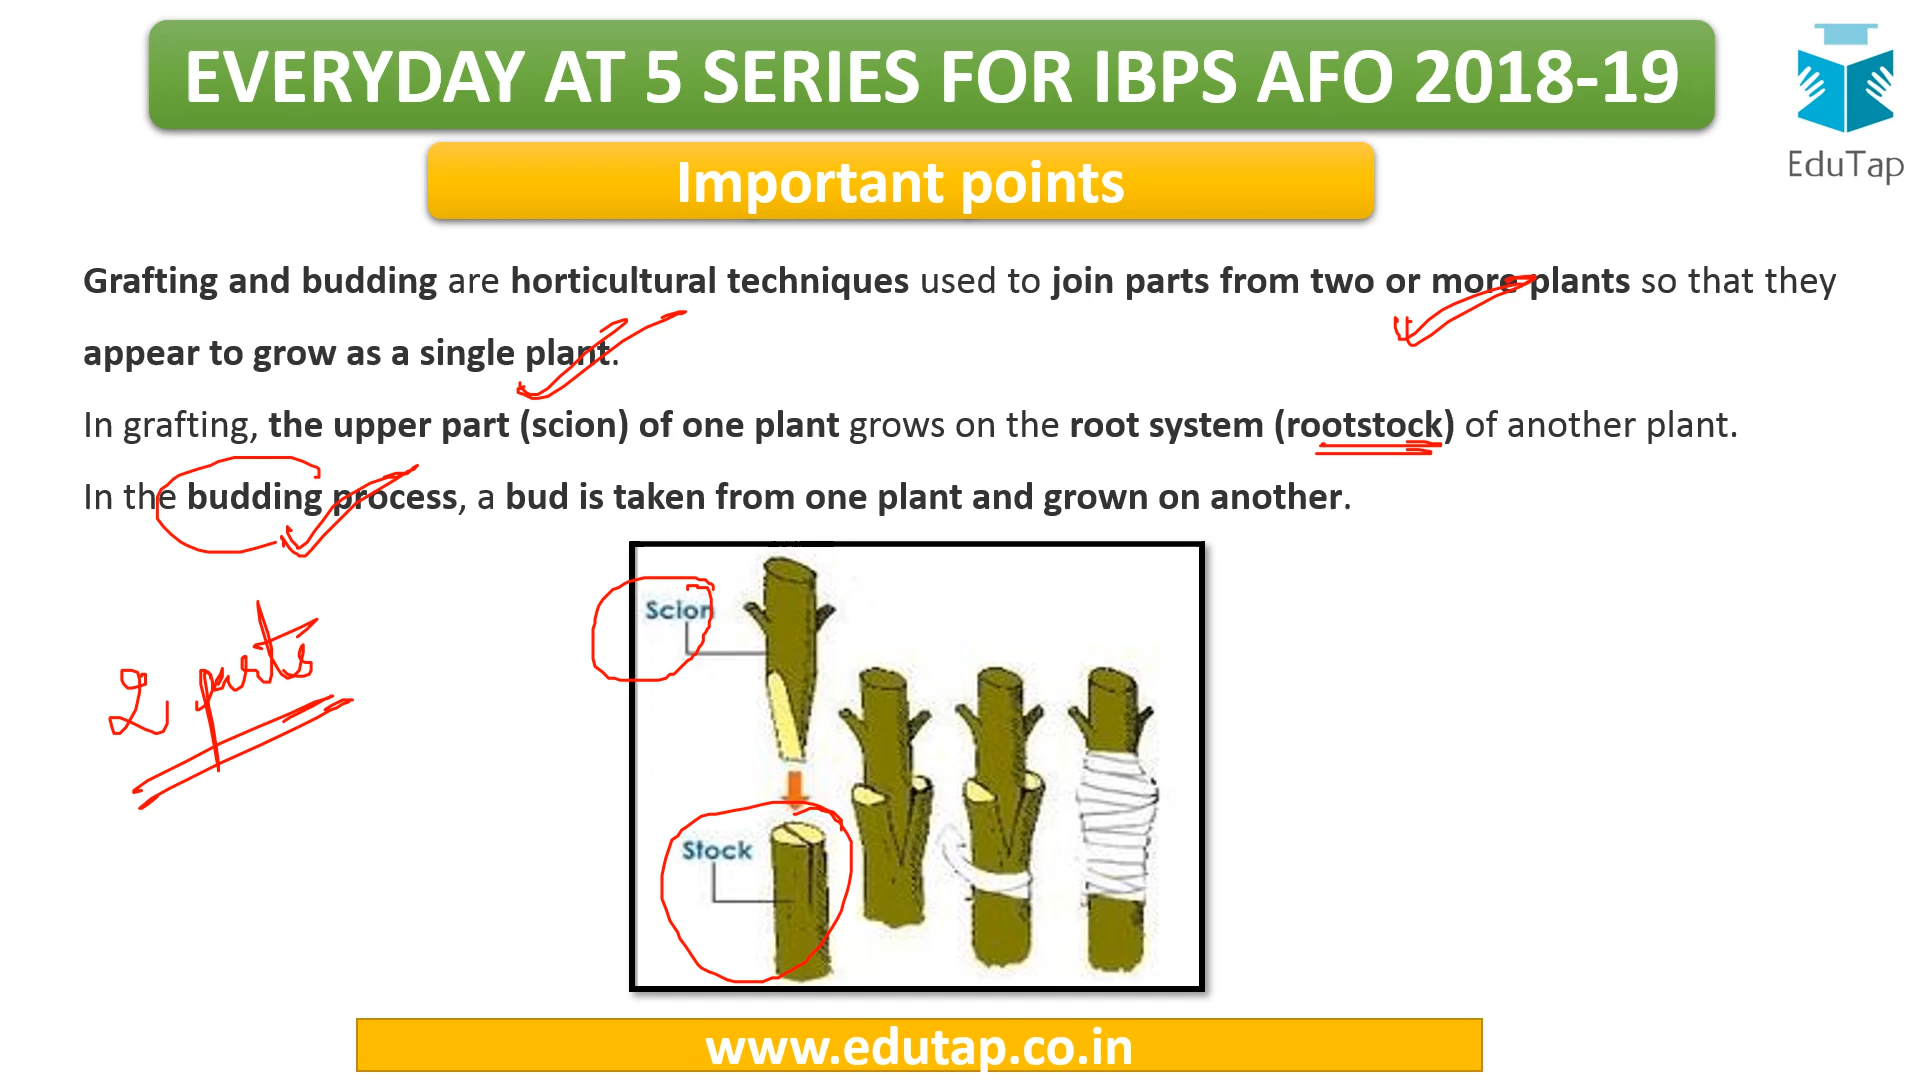 EVERYDAY AT 5 SERIES FOR IBPS AFO 2018-19
EduTap
Important points
Grafting and budding are horticultural techniques used to join parts from two or more plants so that they
appear to grow as a single plant.
In grafting, the upper part (scion) of one plant grows on the root system (rootstock) of another plant.
In the budding process, a bud is taken from one plant and grown on another.
2 parts
Scion
Stock
www.edutap.co.in